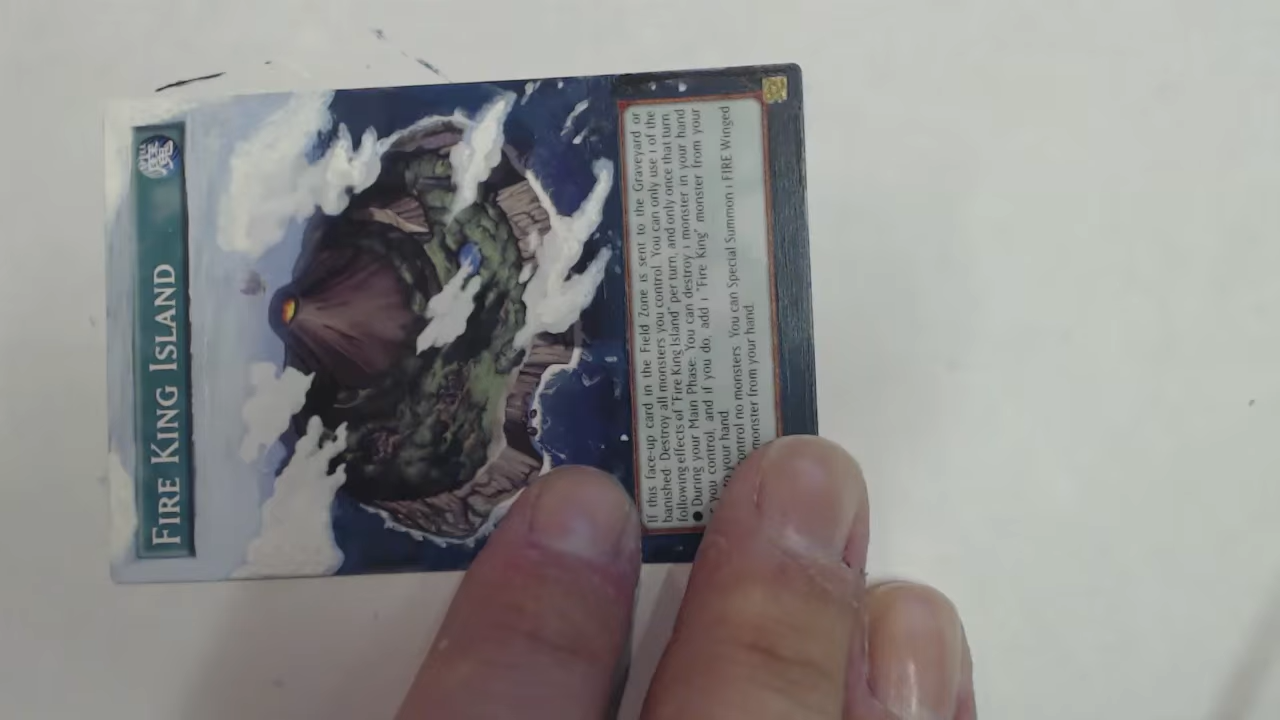 FIRE KING ISLAND
SPELL
魔
If this face-up card in the Field Zone is sent to the Graveyard or
banished: Destroy all monsters you control. You can only use 1 of the
following effects of "Fire King Island" per turn, and only once that turn.
● During your Main Phase: You can destroy 1 monster in your hand
you control, and if you do, add 1 "Fire King" monster from your
to your hand.
control no monsters: You can Special Summon 1 FIRE Winged
monster from your hand.